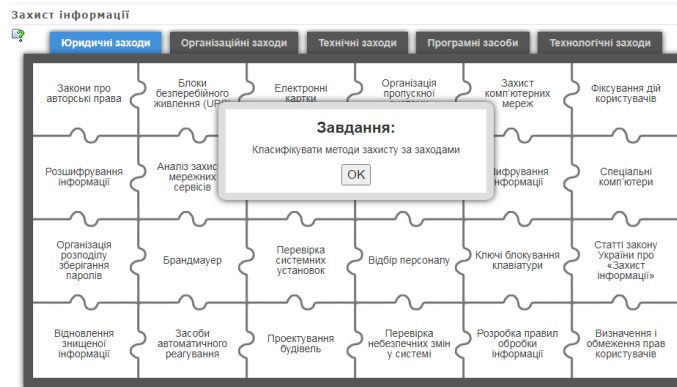 Захист інформації
Юридичні заходи
Організаційні заходи
Технічні заходи
Програмні засоби
Технологічні заходи
Закони про
авторські права
Блоки
безперебійного
живлення (UPS)
Електронні
картки
Організація
пропускної
Захист
комп'ютерних
мереж
Фіксування дій
користувачів
Завдання:
Класифікувати методи захисту за заходами
OK
Розшифрування
інформації
Аналіз
мережних
сервісів
інформації
Спеціальні
комп'ютери
Організація
розподілу
зберігання
паролів
Брандмауер
Перевірка
системних
установок
Відбір персоналу
Ключі блокування
клавіатури
Статті закону
України про
«Захист
інформації»
Відновлення
знищеної
інформації
Засоби
автоматичного
реагування
Проектування
будівель
Перевірка
небезпечних змін
у системі
Розробка правил
обробки
інформації
Визначення і
обмеження прав
користувачів